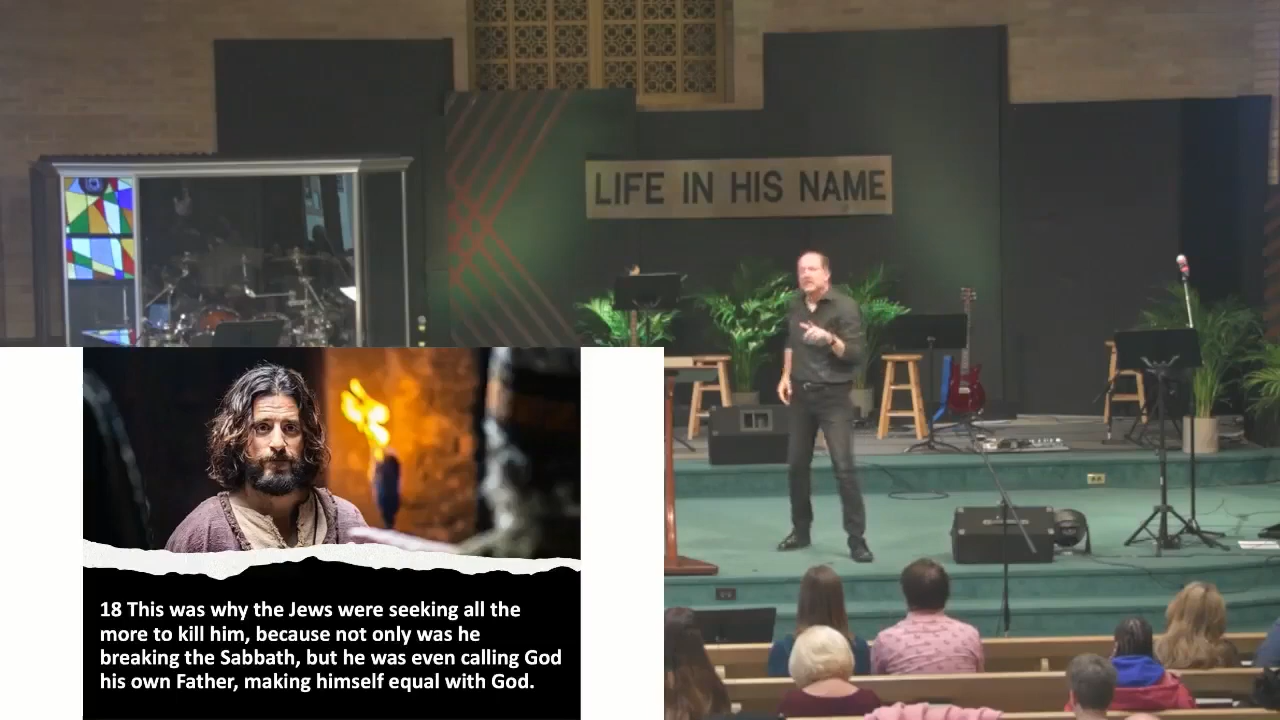 LIFE IN HIS NAME
18 This was why the Jews were seeking all the
more to kill him, because not only was he
breaking the Sabbath, but he was even calling God
his own Father, making himself equal with God.